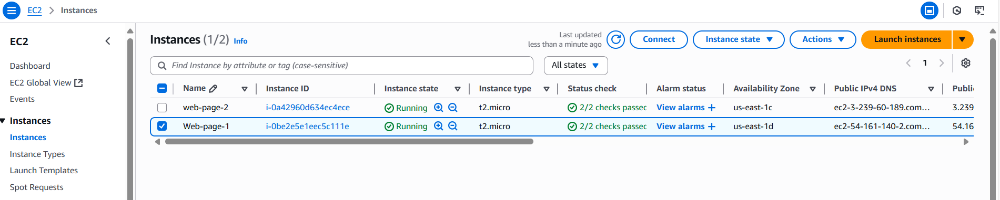 EC2 > Instances
EC2
Dashboard
EC2 Global View
Events
Instances
Instances
Instance Types
Launch Templates
Spot Requests
Instances (1/2) Info
Last updated
less than a minute ago
Connect
Instance state
Actions
Launch instances
Find Instance by attribute or tag (case-sensitive)
All states
1
Name Instance ID Instance state Instance type Status check Alarm status Availability Zone Public IPv4 DNS Publi
web-page-2 i-0a42960d634ec4ece Running t2.micro 2/2 checks passec View alarms + us-east-1c ec2-3-239-60-189.com... 3.239
Web-page-1 i-0be2e5e1eec5c111e Running t2.micro 2/2 checks passec View alarms + us-east-1d ec2-54-161-140-2.com... 54.16